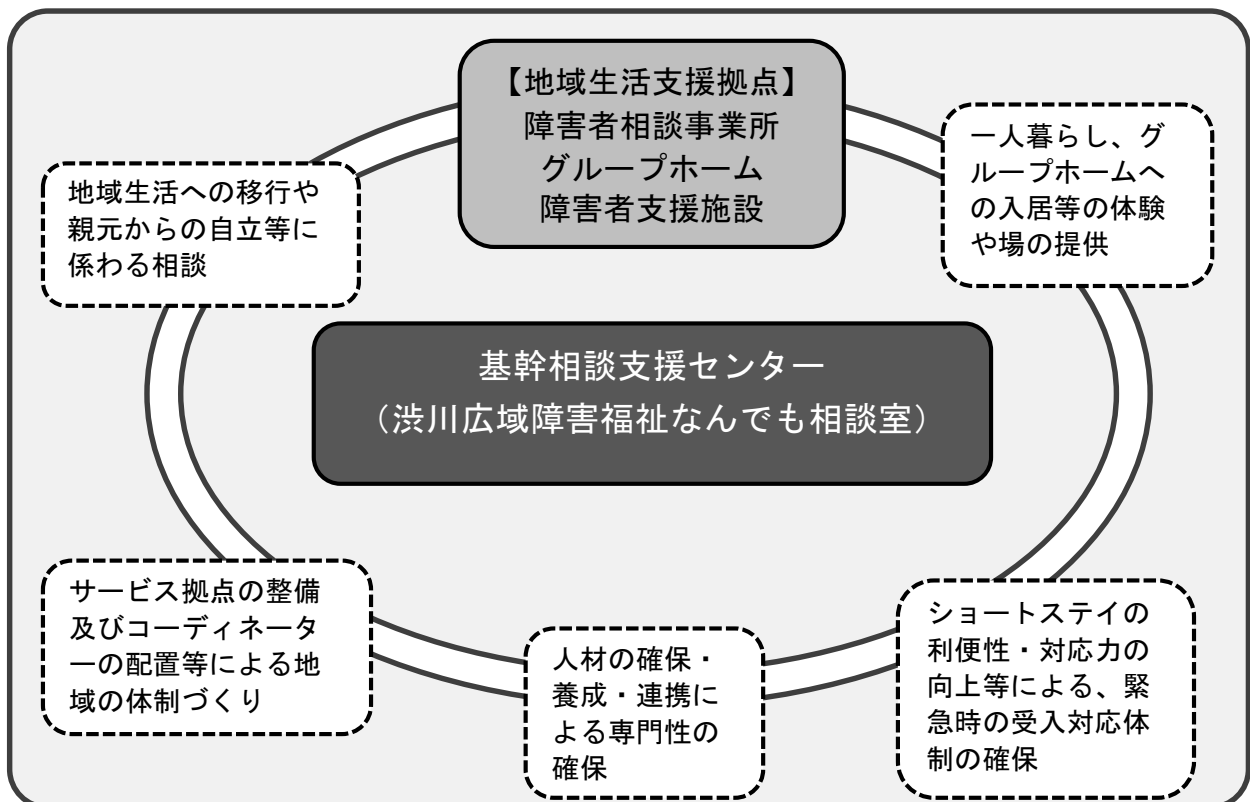 【地域生活支援拠点】
障害者相談事業所
グループホーム
障害者支援施設
一人暮らし、グ
ループホームへ
の入居等の体験
や場の提供
地域生活への移行や
親元からの自立等に
係わる相談
基幹相談支援センター
（渋川広域障害福祉なんでも相談室）
サービス拠点の整備
及びコーディネータ
ーの配置等による地
域の体制づくり
人材の確保・
養成・連携に
よる専門性の
確保
ショートステイの
利便性・対応力の
向上等による、緊
急時の受入対応体
制の確保